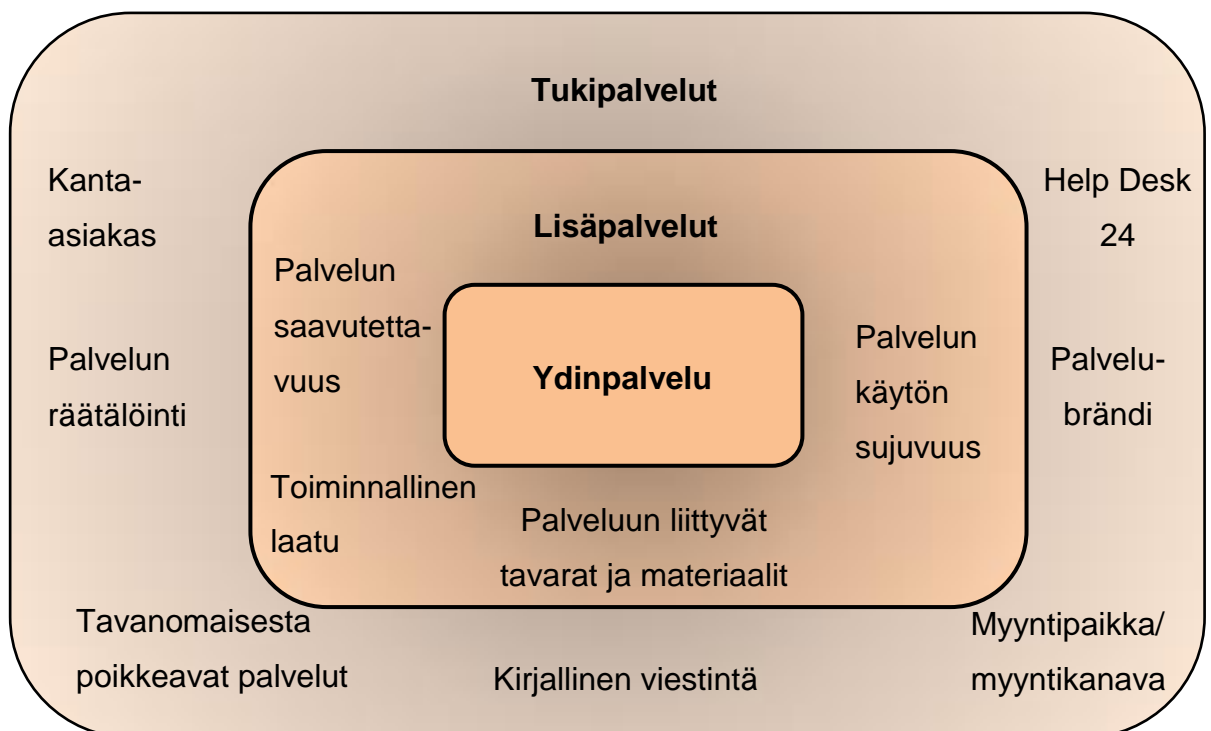 Tukipalvelut
Kanta-
asiakas
Help Desk
24
Lisäpalvelut
Palvelun
saavutetta-
vuus
Palvelun
räätälöinti
Ydinpalvelu
Palvelun
käytön
sujuvuus
Palvelu-
brändi
Toiminnallinen
laatu
Palveluun liittyvät
tavarat ja materiaalit
Tavanomaisesta
poikkeavat palvelut
Kirjallinen viestintä
Myyntipaikka/
myyntikanava